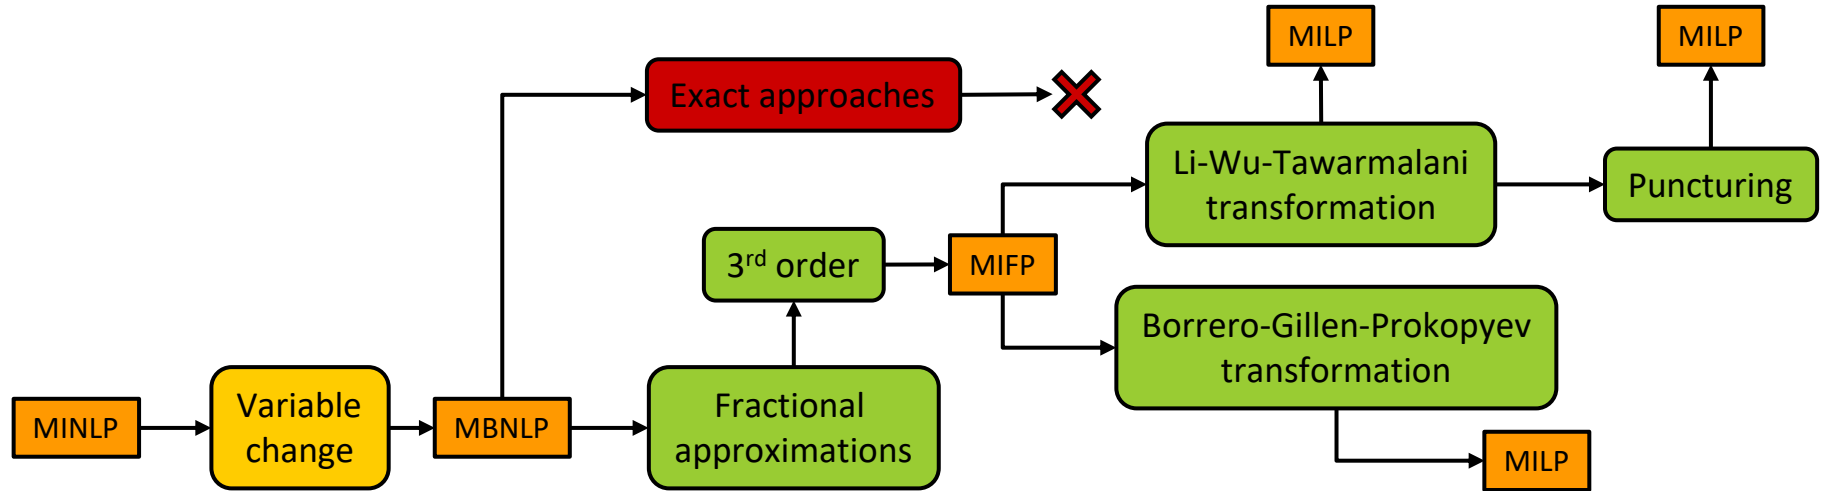 MILP
MILP
Exact approaches
Li-Wu-Tawarmalani
transformation
Puncturing
3rd order
MIFP
Borrero-Gillen-Prokopyev
transformation
MINLP
Variable
change
MBNLP
Fractional
approximations
MILP